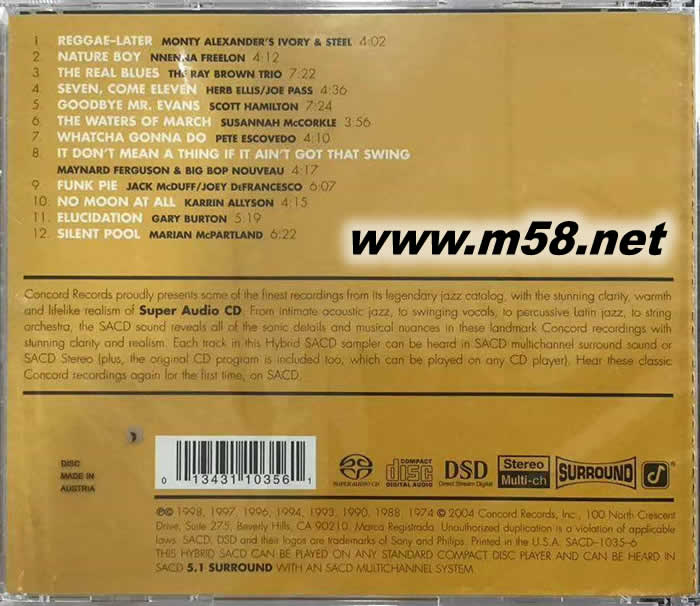 1. REGGAE-LATER MONTY ALEXANDER'S IVORY & STEEL 4:02
2. NATURE BOY NNENNA FREELON 4:12
3. THE REAL BLUES THE RAY BROWN TRIO 7:22
4. SEVEN, COME ELEVEN HERB ELLIS/JOE PASS 4:36
5. GOODBYE MR. EVANS SCOTT HAMILTON 7:24
6. THE WATERS OF MARCH SUSANNAH McCORKLE 3:56
7. WHATCHA GONNA DO PETE ESCOVEDO 4:10
8. IT DON'T MEAN A THING IF IT AIN'T GOT THAT SWING
MAYNARD FERGUSON & BIG BOP NOUVEAU 4:17
9. FUNK PIE JACK McDUFF/JOEY DeFRANCESCO 6:07
10. NO MOON AT ALL KARRIN ALLYSON 4:15
11. ELUCIDATION GARY BURTON 5:19
12. SILENT POOL MARIAN McPARTLAND 6:22
www.m58.net
Concord Records proudly presents some of the finest recordings from its legendary jazz catalog, with the stunning clarity, warmth
and lifelike realism of Super Audio CD. From intimate acoustic jazz, to swinging vocals, to percussive Latin jazz, to string
orchestra, the SACD sound reveals all of the sonic details and musical nuances in these landmark Concord recordings with
stunning clarity and realism. Each track in this Hybrid SACD sampler can be heard in SACD multichannel surround sound or
SACD Stereo (plus, the original CD program is included too, which can be played on any CD player). Hear these classic
Concord recordings again for the first time, on SACD.
DISC
MADE IN
AUSTRIA
0 13431 10356 1
SUPER AUDIO CD
COMPACT
disc
DIGITAL AUDIO
DSD
Direct Stream Digital
Stereo
Multi-ch
SURROUND
℗© 1998, 1997, 1996, 1994, 1993, 1990, 1988 1974 © 2004 Concord Records, Inc., 100 North Crescent
Drive, Suite 275, Beverly Hills, CA 90210. Marca Registrada. Unauthorized duplication is a violation of applicable
laws. SACD, DSD and their logos are trademarks of Sony and Philips. Printed in the U.S.A. SACD-1035-6
THIS HYBRID SACD CAN BE PLAYED ON ANY STANDARD COMPACT DISC PLAYER AND CAN BE HEARD IN
SACD 5.1 SURROUND WITH AN SACD MULTICHANNEL SYSTEM.